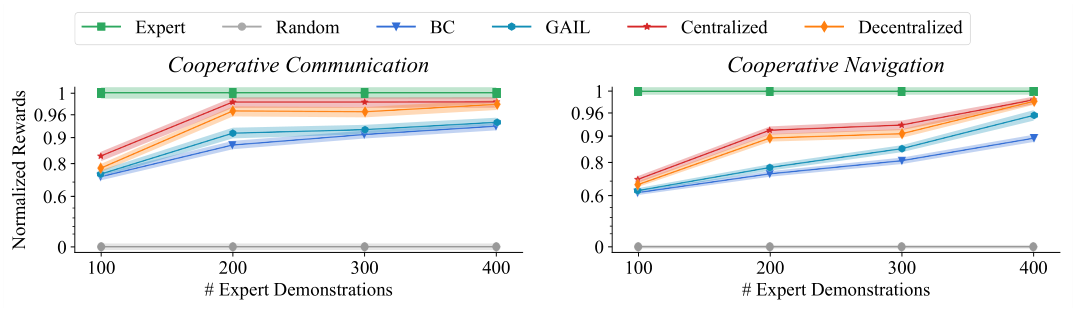 Expert Random BC GAIL Centralized Decentralized
Cooperative Communication
Normalized Rewards
1
0.96
0.9
0.8
0.6
0
100 200 300 400
# Expert Demonstrations
Cooperative Navigation
1
0.96
0.9
0.8
0.6
0
100 200 300 400
# Expert Demonstrations